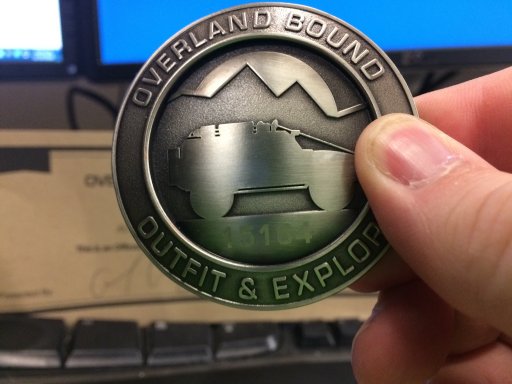 OVERLAND BOUND
15104
OUTFIT & EXPLOR